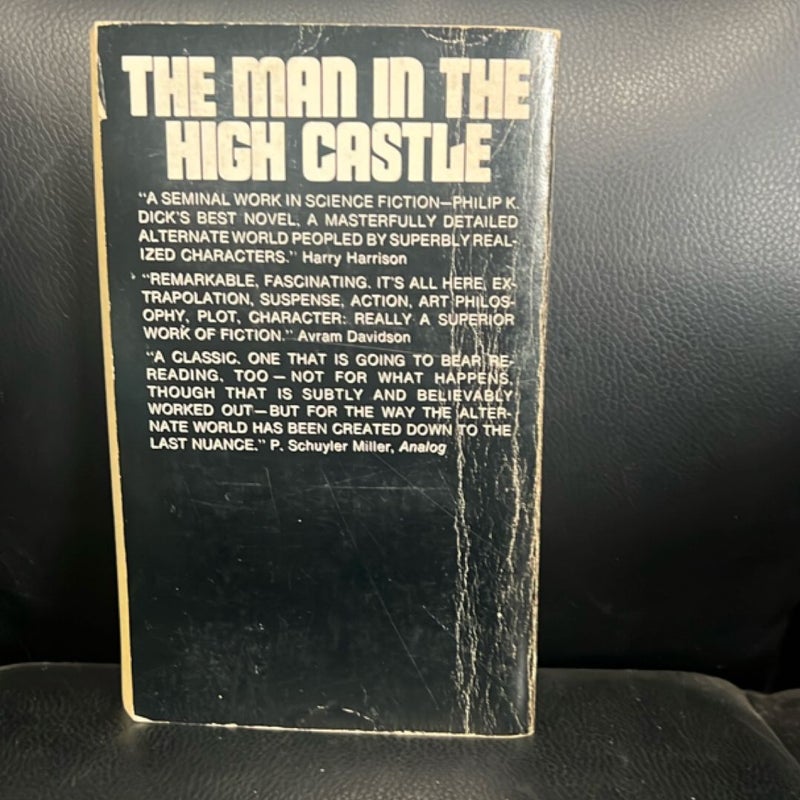 THE MAN IN THE
HIGH CASTLE
"A SEMINAL WORK IN SCIENCE FICTION—PHILIP K.
DICK'S BEST NOVEL, A MASTERFULLY DETAILED
ALTERNATE WORLD PEOPLED BY SUPERBLY REAL-
IZED CHARACTERS." Harry Harrison
"REMARKABLE, FASCINATING. IT'S ALL HERE, EX-
TRAPOLATION, SUSPENSE, ACTION, ART PHILOS-
OPHY, PLOT, CHARACTER: REALLY A SUPERIOR
WORK OF FICTION." Avram Davidson
"A CLASSIC. ONE THAT IS GOING TO BEAR RE-
READING, TOO — NOT FOR WHAT HAPPENS,
THOUGH THAT IS SUBTLY AND BELIEVABLY
WORKED OUT—BUT FOR THE WAY THE ALTER-
NATE WORLD HAS BEEN CREATED DOWN TO THE
LAST NUANCE." P. Schuyler Miller, Analog